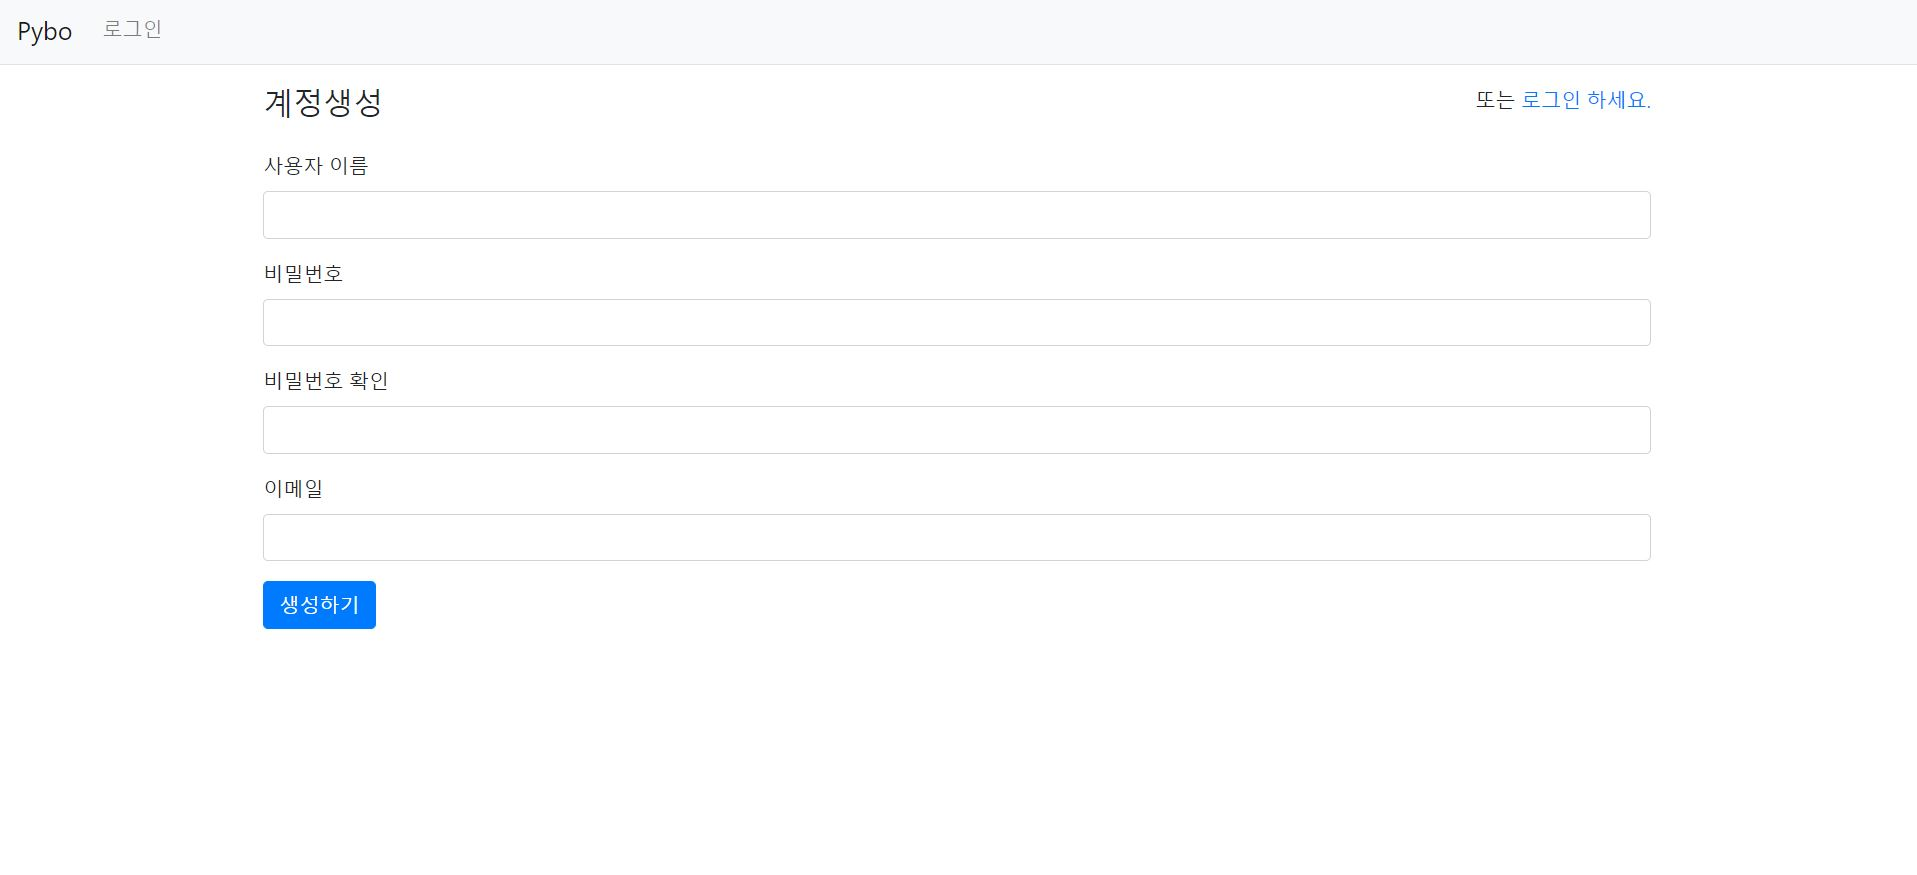 Pybo 로그인
계정생성 또는 로그인 하세요.
사용자 이름
비밀번호
비밀번호 확인
이메일
생성하기